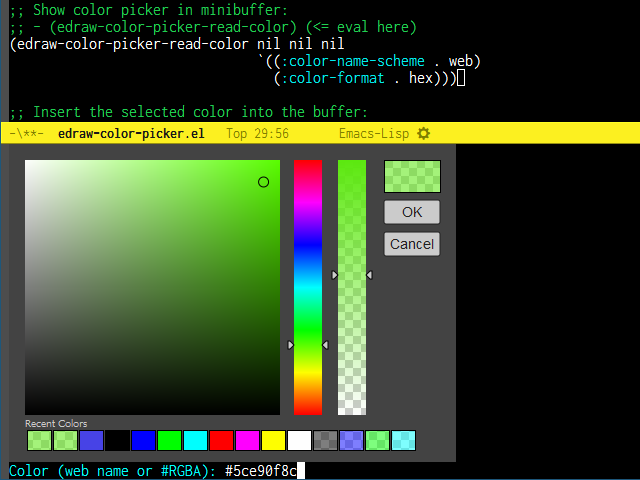 ;; Show color picker in minibuffer:
;; - (edraw-color-picker-read-color) (<= eval here)
(edraw-color-picker-read-color nil nil nil
`((:color-name-scheme . web)
(:color-format . hex)))
;; Insert the selected color into the buffer:
-\**- edraw-color-picker.el Top 29:56 Emacs-Lisp
OK
Cancel
Recent Colors
Color (web name or #RGBA): #5ce90f8c